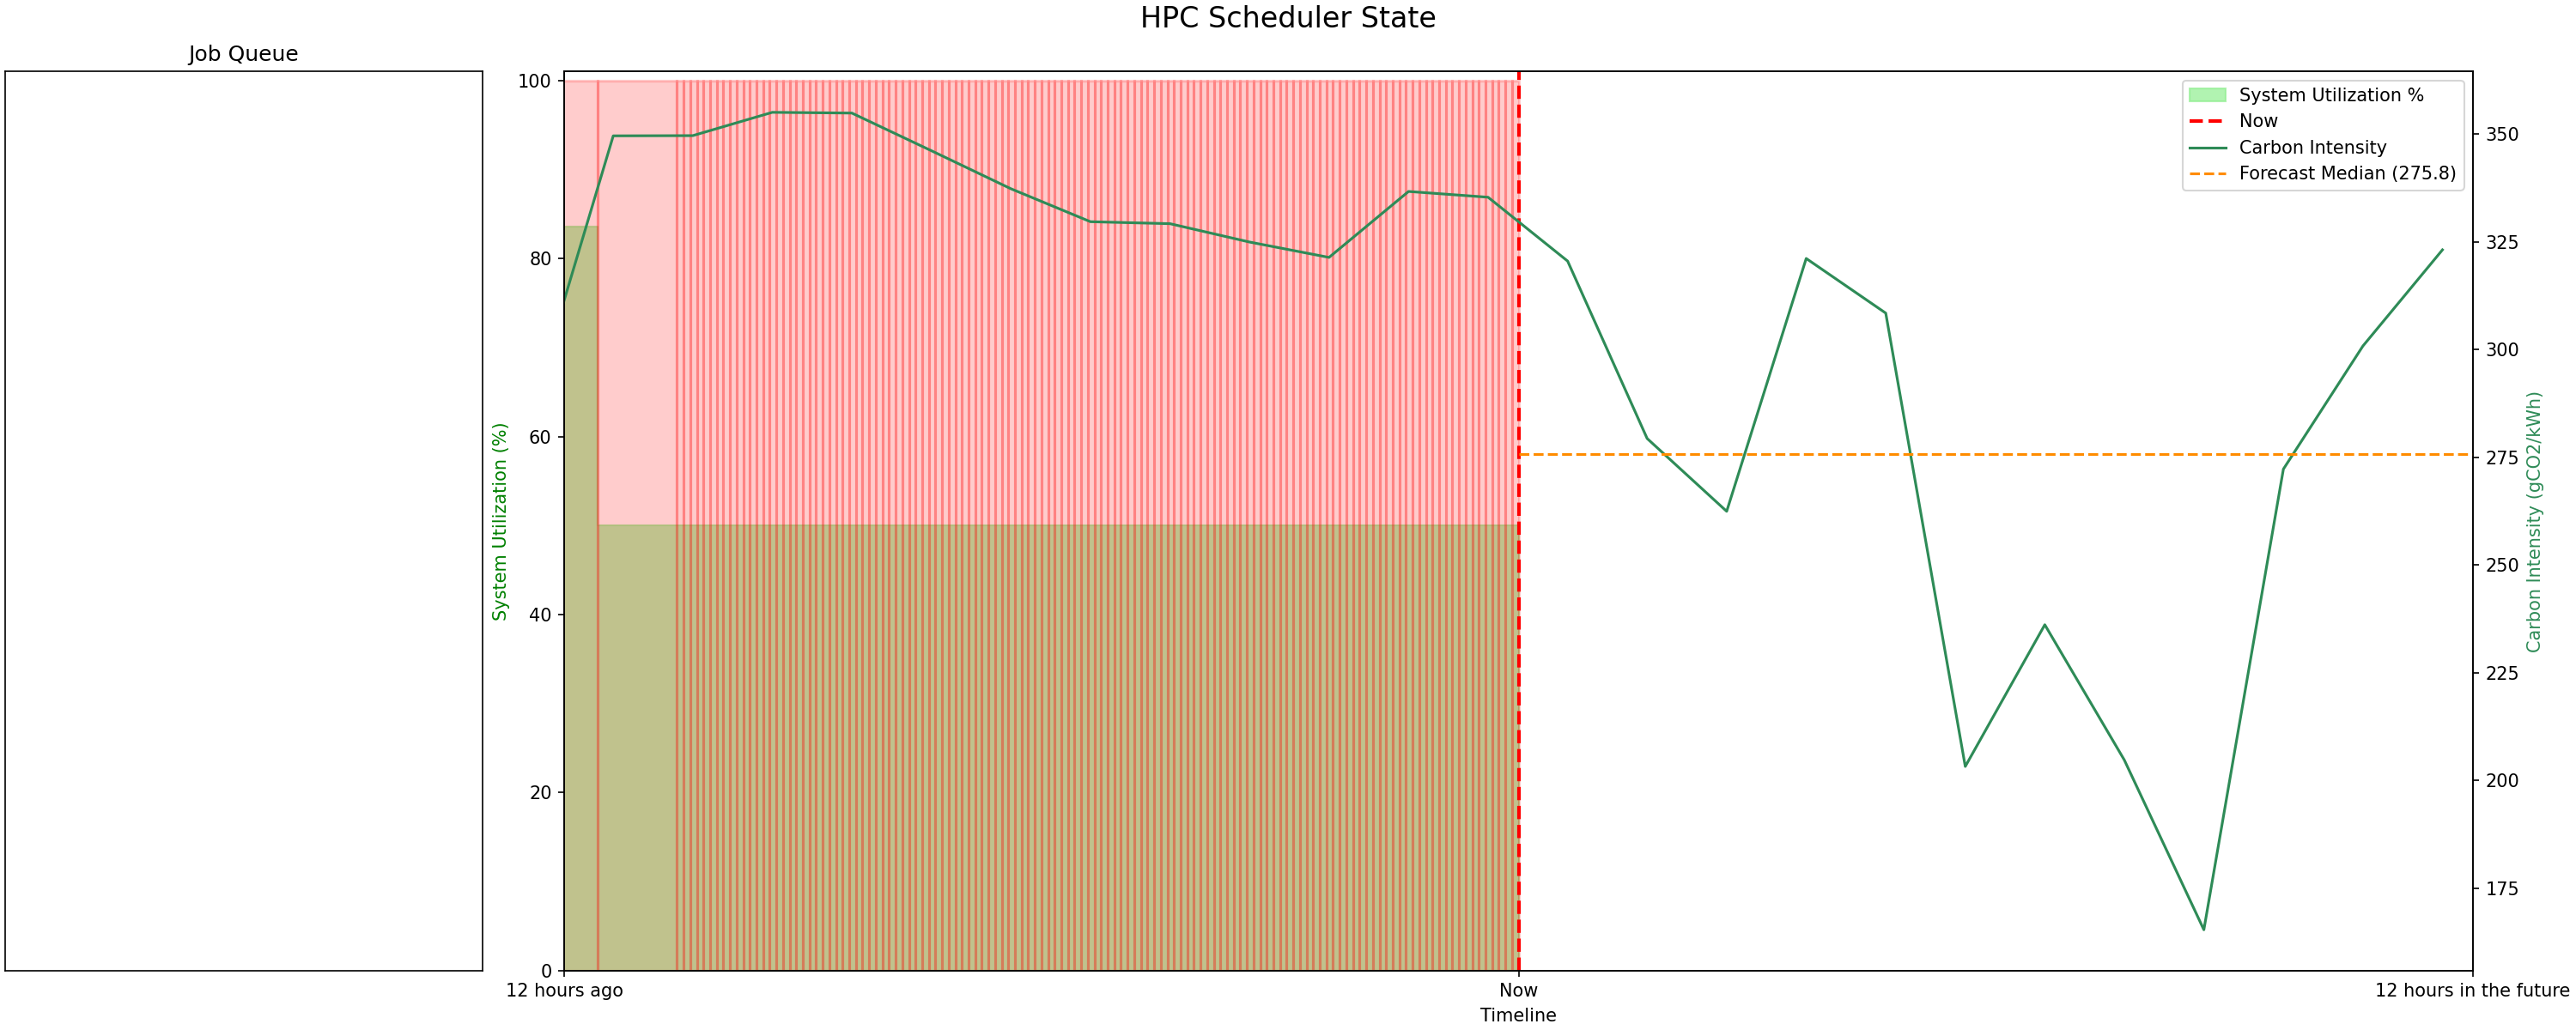 HPC Scheduler State
Job Queue
System Utilization (%)
100
80
60
40
20
0
System Utilization %
Now
Carbon Intensity
Forecast Median (275.8)
350
325
300
275
250
225
200
175
Carbon Intensity (gCO2/kWh)
12 hours ago
Now
12 hours in the future
Timeline